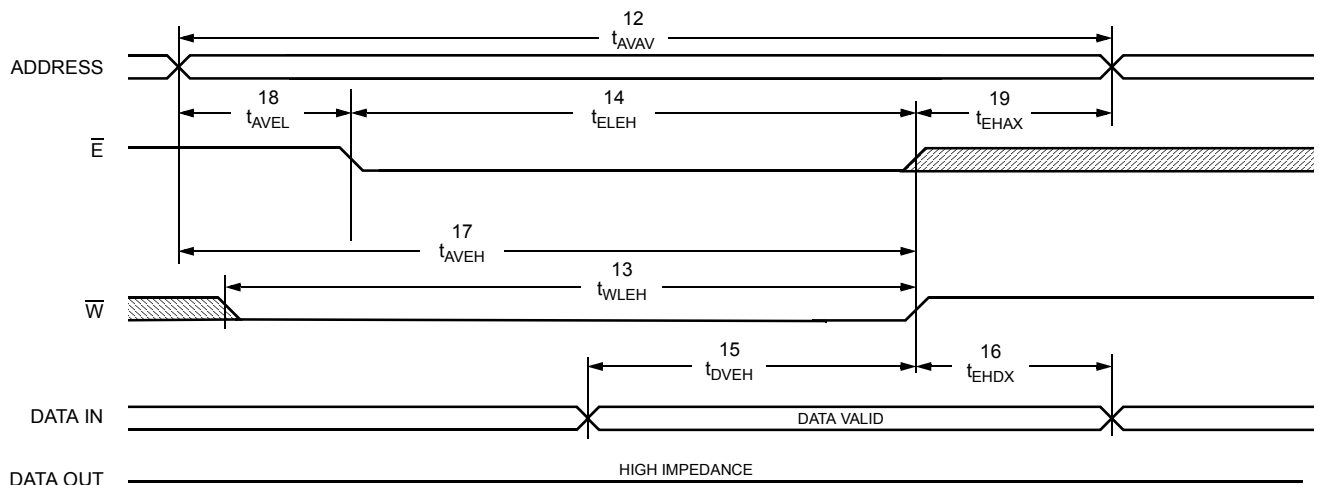 12
tAVAV
ADDRESS
18
tAVEL
14
tELEH
19
tEHAX
E
17
tAVEH
13
tWLEH
W
15
tDVEH
16
tEHDX
DATA IN
DATA VALID
DATA OUT
HIGH IMPEDANCE